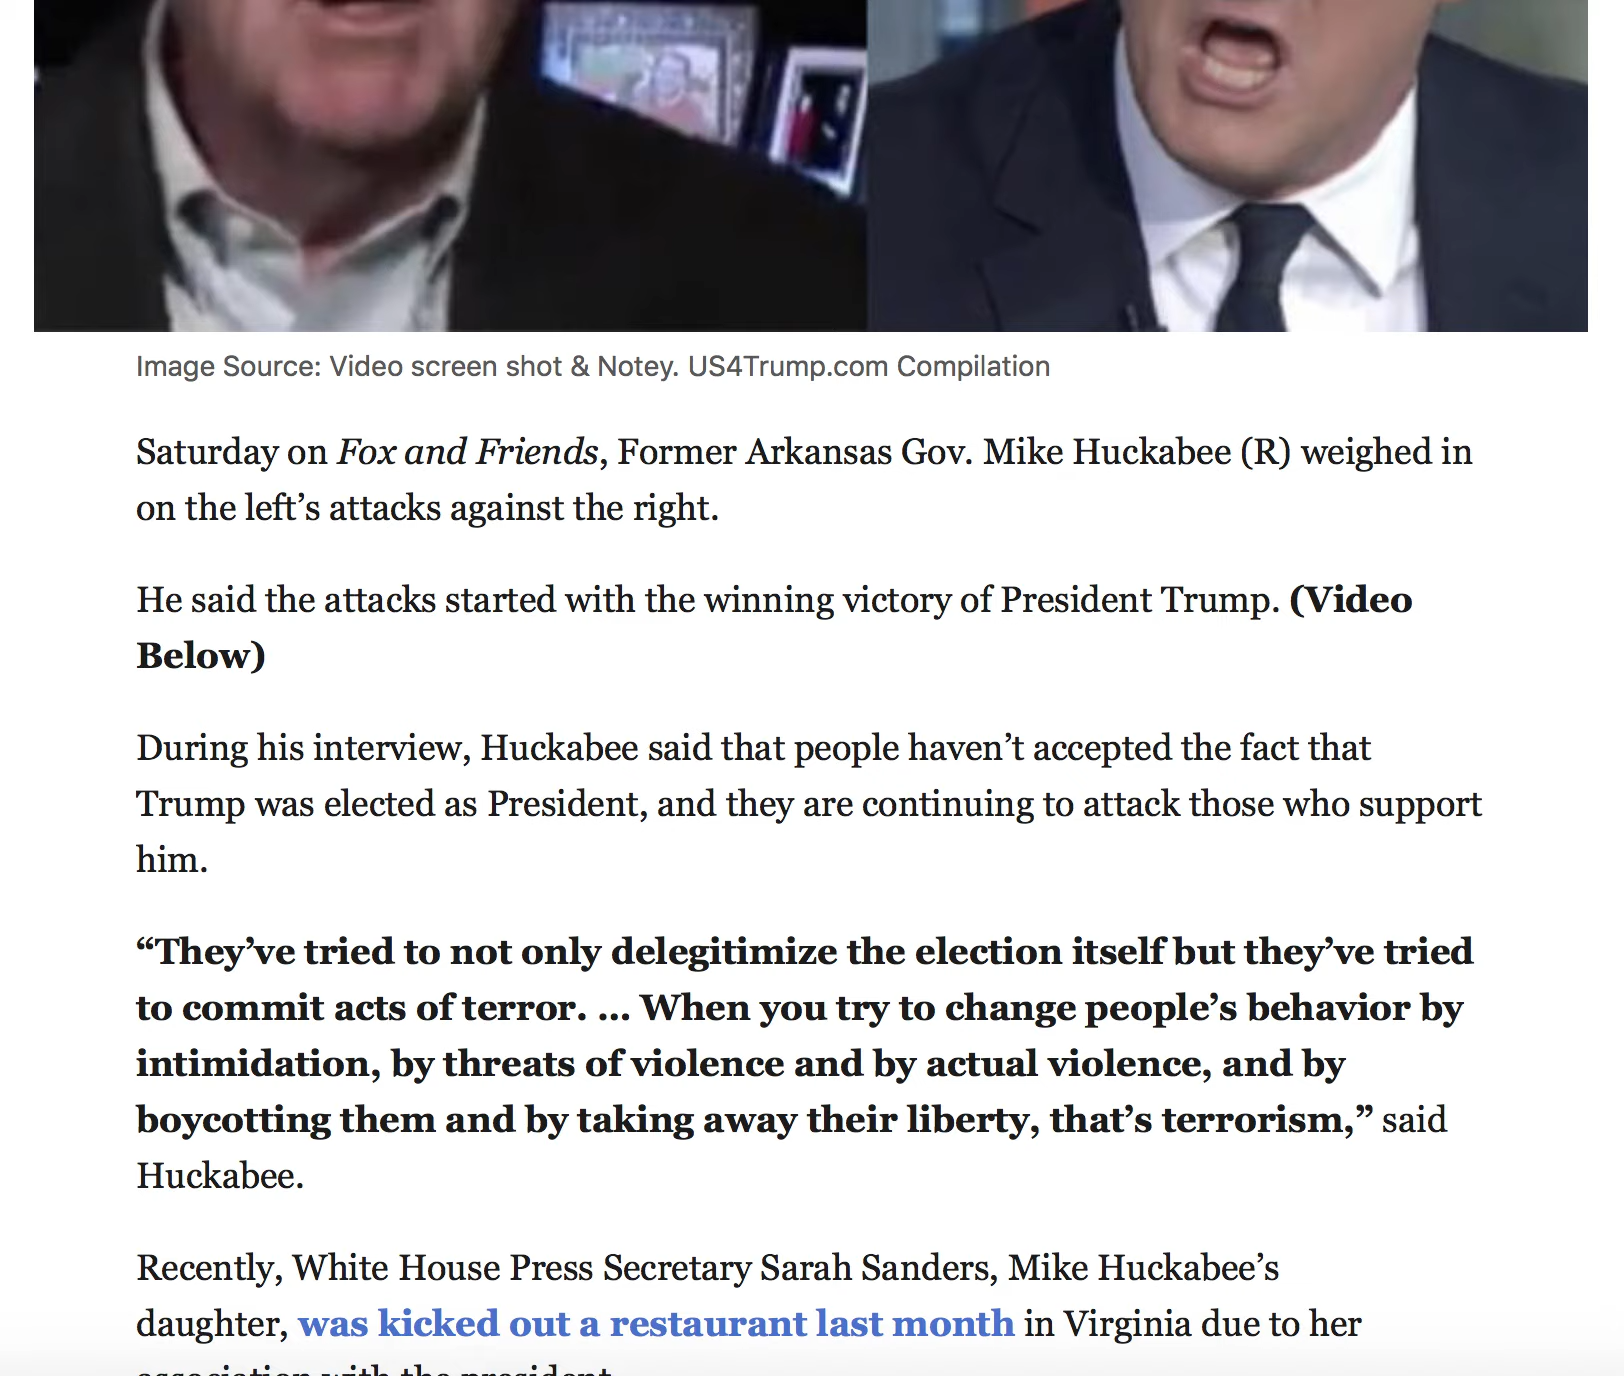 Image Source: Video screen shot & Notey. US4Trump.com Compilation
Saturday on Fox and Friends, Former Arkansas Gov. Mike Huckabee (R) weighed in
on the left’s attacks against the right.
He said the attacks started with the winning victory of President Trump. (Video
Below)
During his interview, Huckabee said that people haven’t accepted the fact that
Trump was elected as President, and they are continuing to attack those who support
him.
“They’ve tried to not only delegitimize the election itself but they’ve tried
to commit acts of terror. ... When you try to change people’s behavior by
intimidation, by threats of violence and by actual violence, and by
boycotting them and by taking away their liberty, that’s terrorism,” said
Huckabee.
Recently, White House Press Secretary Sarah Sanders, Mike Huckabee’s
daughter, was kicked out a restaurant last month in Virginia due to her
association with the president